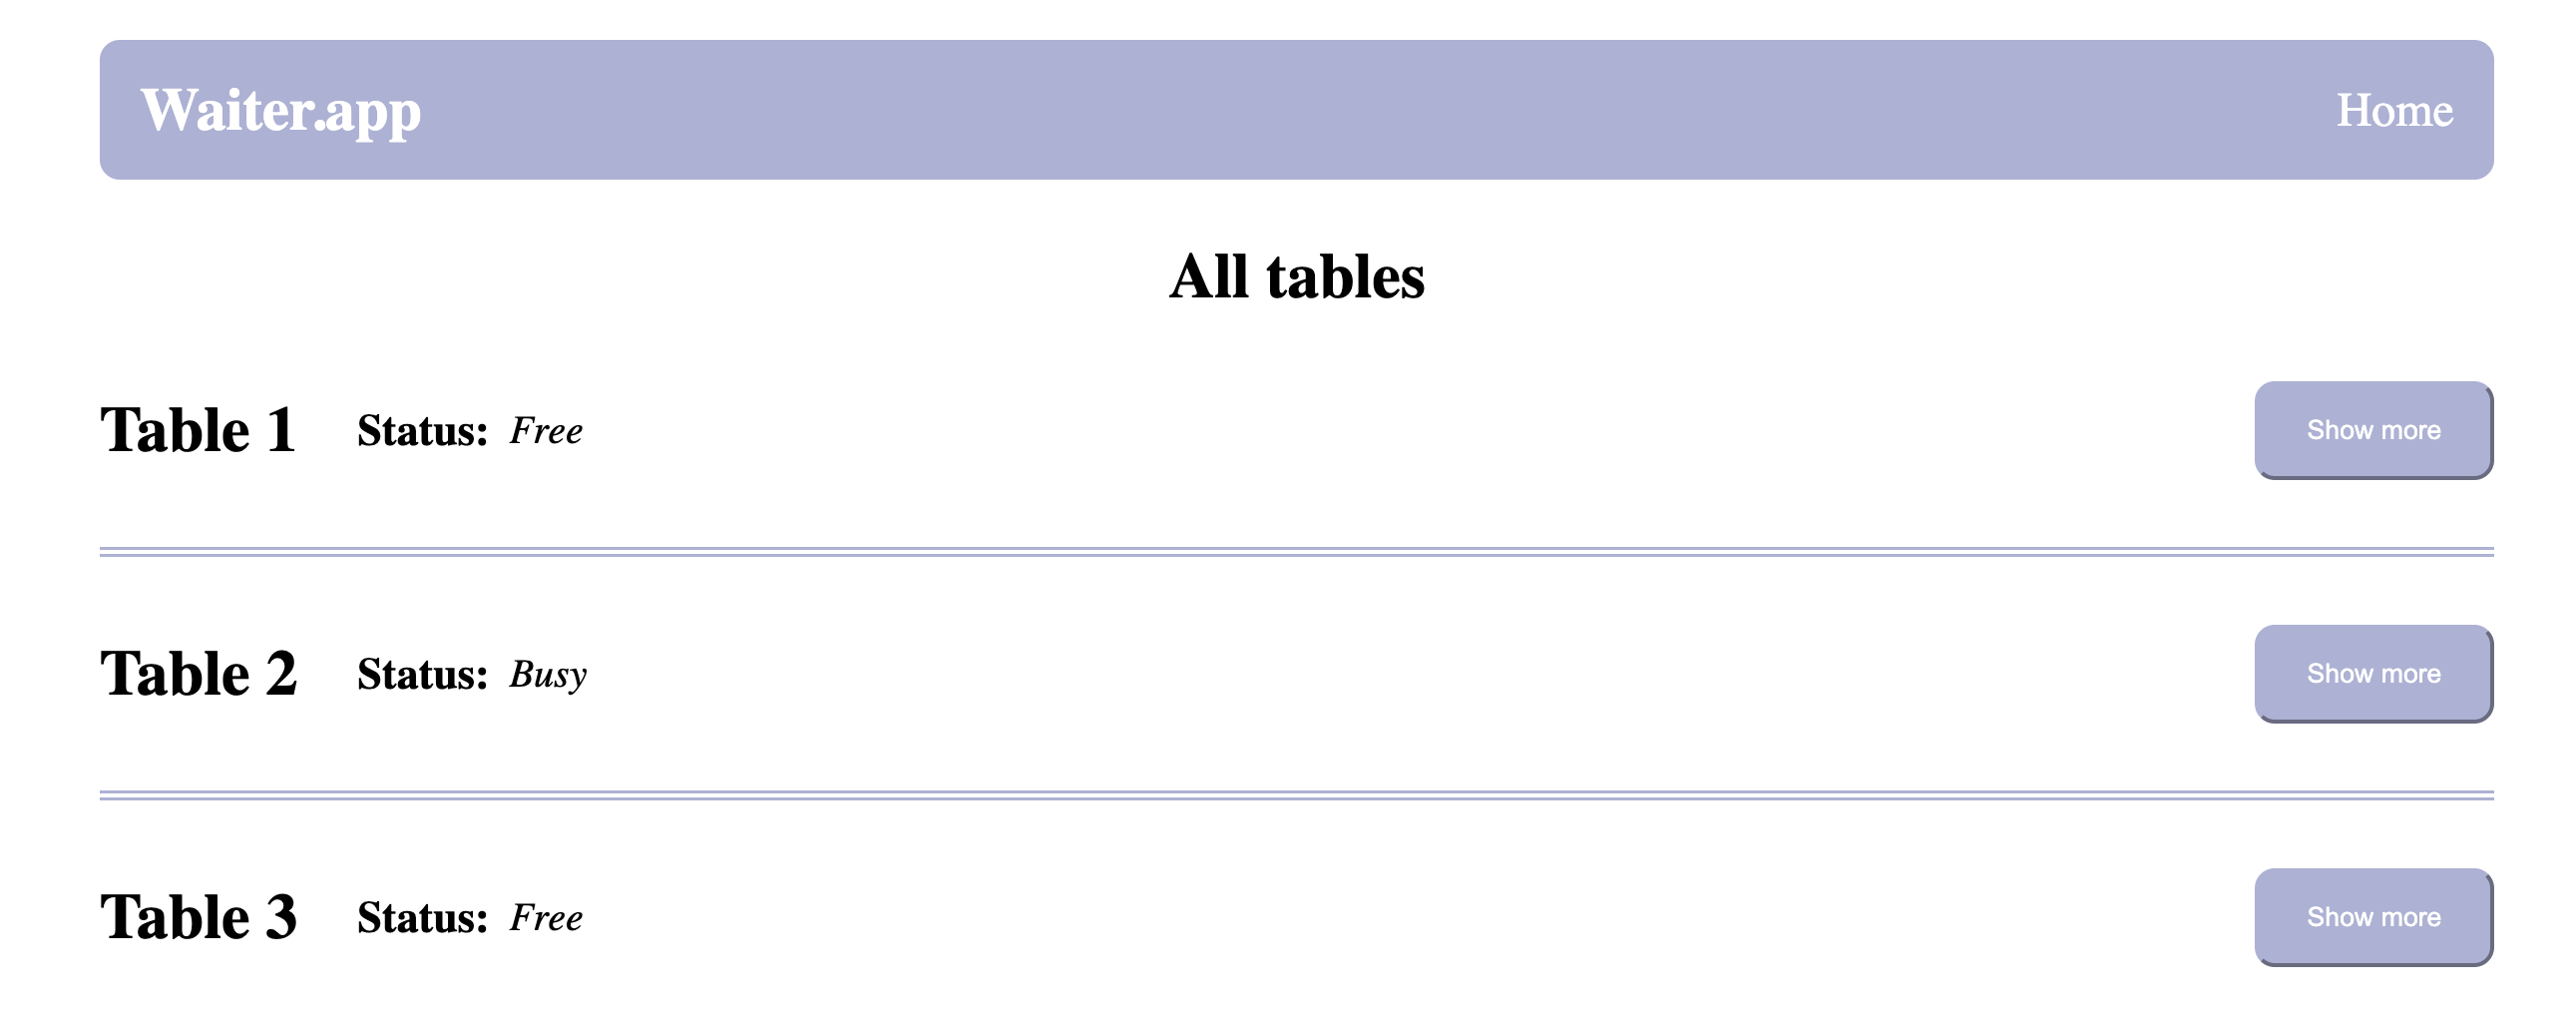 Waiter.app Home
All tables
Table 1 Status: Free Show more
Table 2 Status: Busy Show more
Table 3 Status: Free Show more